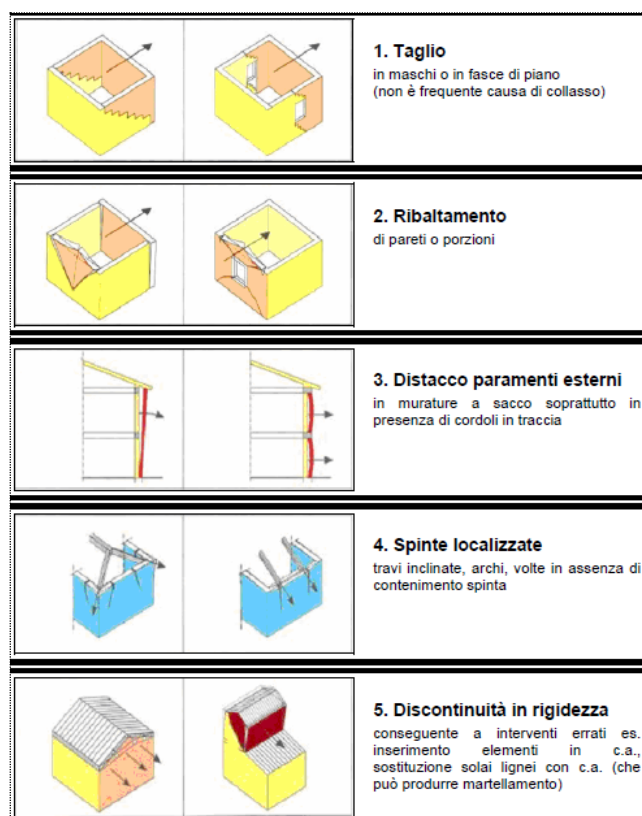 1. Taglio
in maschi o in fasce di piano
(non è frequente causa di collasso)
2. Ribaltamento
di pareti o porzioni
3. Distacco paramenti esterni
in murature a sacco soprattutto in
presenza di cordoli in traccia
4. Spinte localizzate
travi inclinate, archi, volte in assenza di
contenimento spinta
5. Discontinuità in rigidezza
conseguente a interventi errati es.
inserimento elementi in c.a.,
sostituzione solai lignei con c.a. (che
può produrre martellamento)